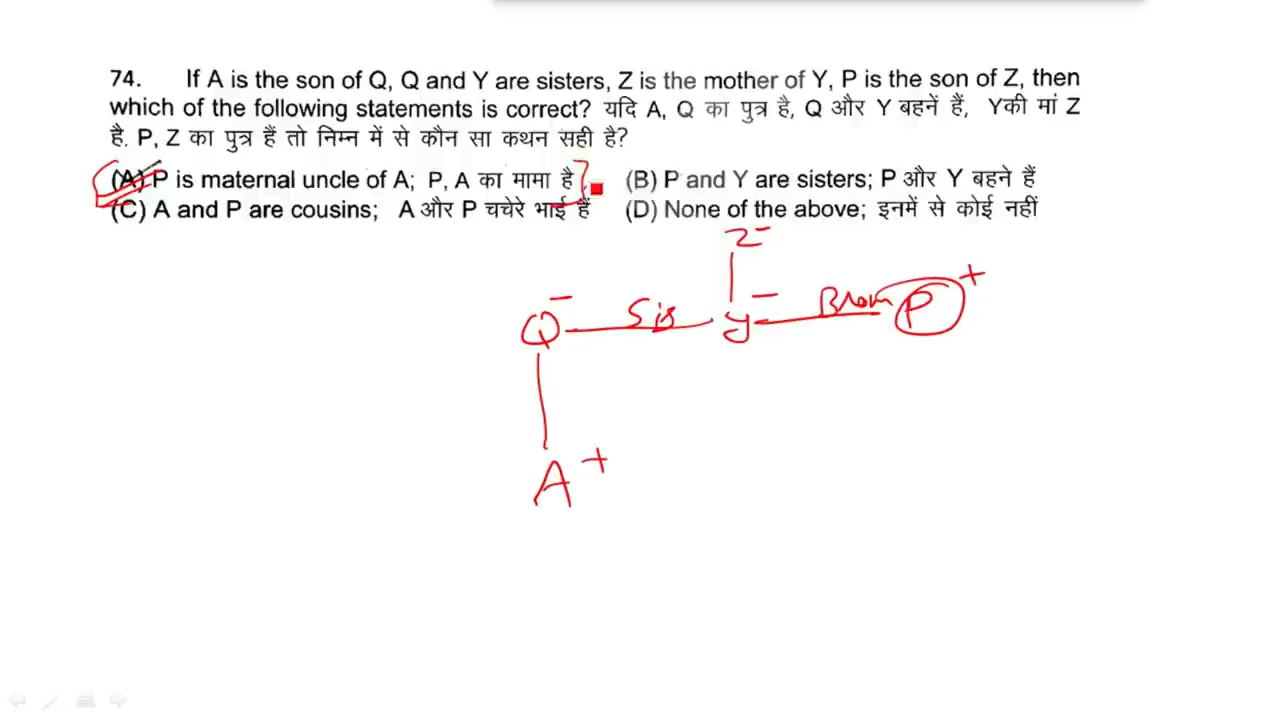 74. If A is the son of Q, Q and Y are sisters, Z is the mother of Y, P is the son of Z, then
which of the following statements is correct? यदि A, Q का पुत्र है, Q और Y बहनें हैं, Yकी मां Z
है. P, Z का पुत्र हैं तो निम्न में से कौन सा कथन सही है?
(A) P is maternal uncle of A; P, A का मामा है (B) P and Y are sisters; P और Y बहने हैं
(C) A and P are cousins; A और P चचेरे भाई हैं (D) None of the above; इनमें से कोई नहीं
Z -
Q - Sis Y - P +
A +